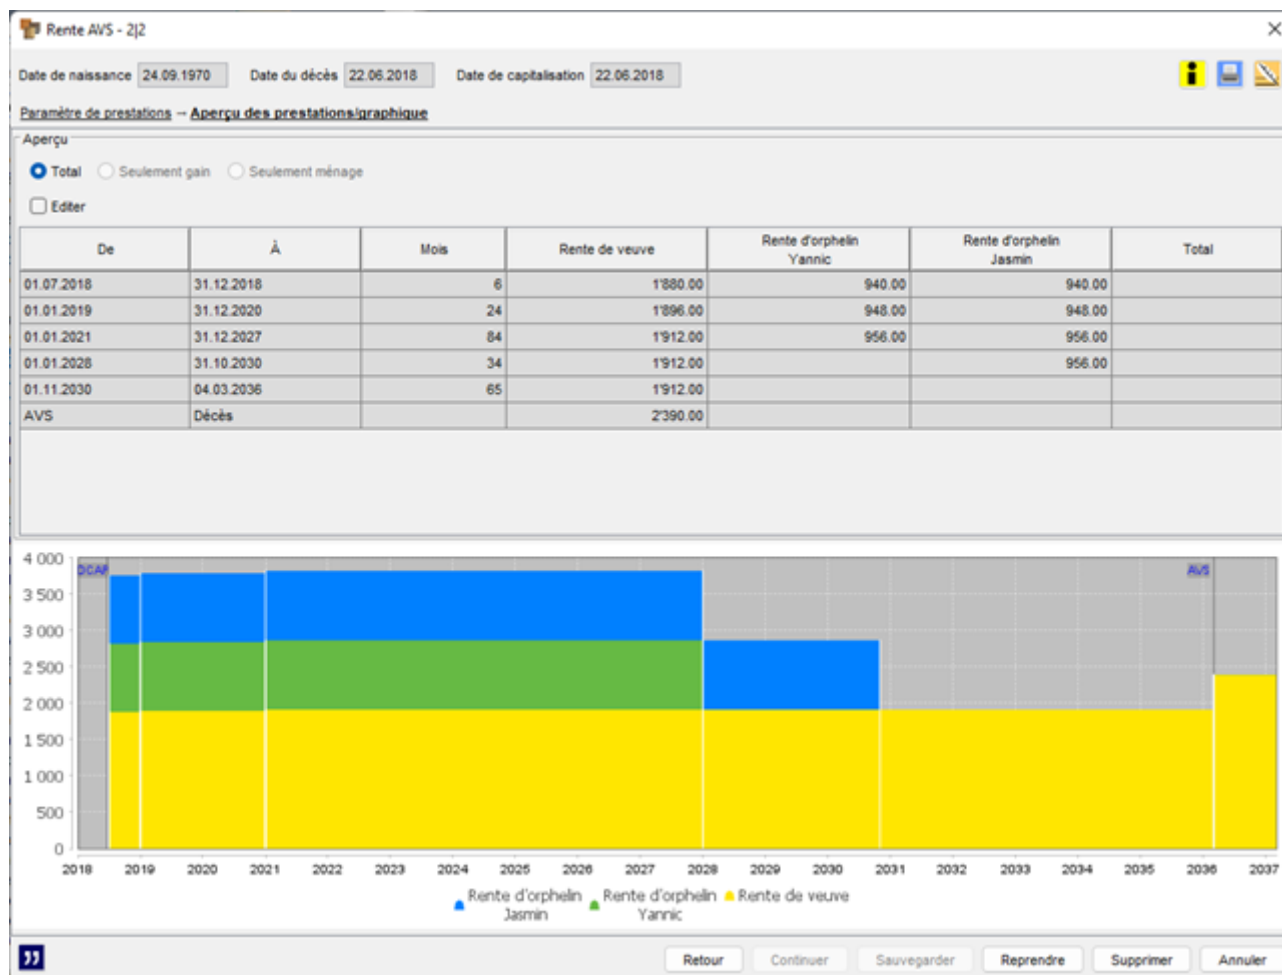 Rente AVS - 2|2
Date de naissance 24.09.1970 Date du décès 22.06.2018 Date de capitalisation 22.06.2018
Paramètre de prestations → Aperçu des prestations/graphique
Aperçu
Total Seulement gain Seulement ménage
Editer
De À Mois Rente de veuve Rente d'orphelin Yannic Rente d'orphelin Jasmin Total
01.07.2018 31.12.2018 6 1'880.00 940.00 940.00
01.01.2019 31.12.2020 24 1'896.00 948.00 948.00
01.01.2021 31.12.2027 84 1'912.00 956.00 956.00
01.01.2028 31.10.2030 34 1'912.00 956.00
01.11.2030 04.03.2036 65 1'912.00
AVS Décès 2'390.00
4 000
AVS
3 500
3 000
2 500
2 000
1 500
1 000
500
0
2018 2019 2020 2021 2022 2023 2024 2025 2026 2027 2028 2029 2030 2031 2032 2033 2034 2035 2036 2037
Rente d'orphelin Jasmin Rente d'orphelin Yannic Rente de veuve
Retour Continuer Sauvegarder Reprendre Supprimer Annuler